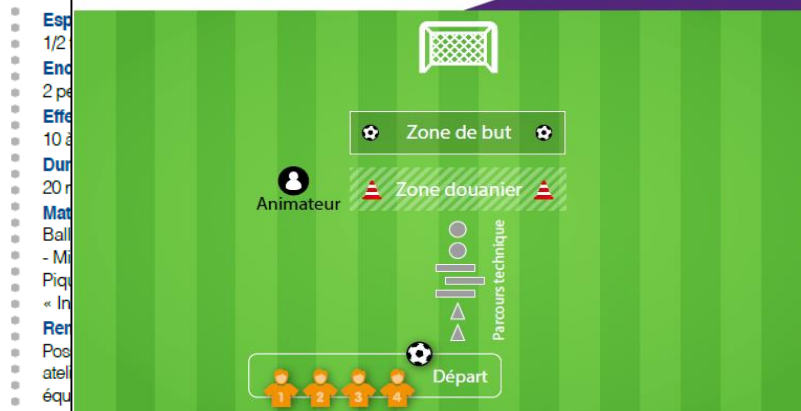 Esp
1/2
Enc
2 pe
Effe
10 à
Dur
20 r
Mat
Ball
- Mi
Piqu
« In
Ren
Pos
ateli
équ
Zone de but
Zone douanier
Animateur
Parcours technique
Départ
1 2 3 4